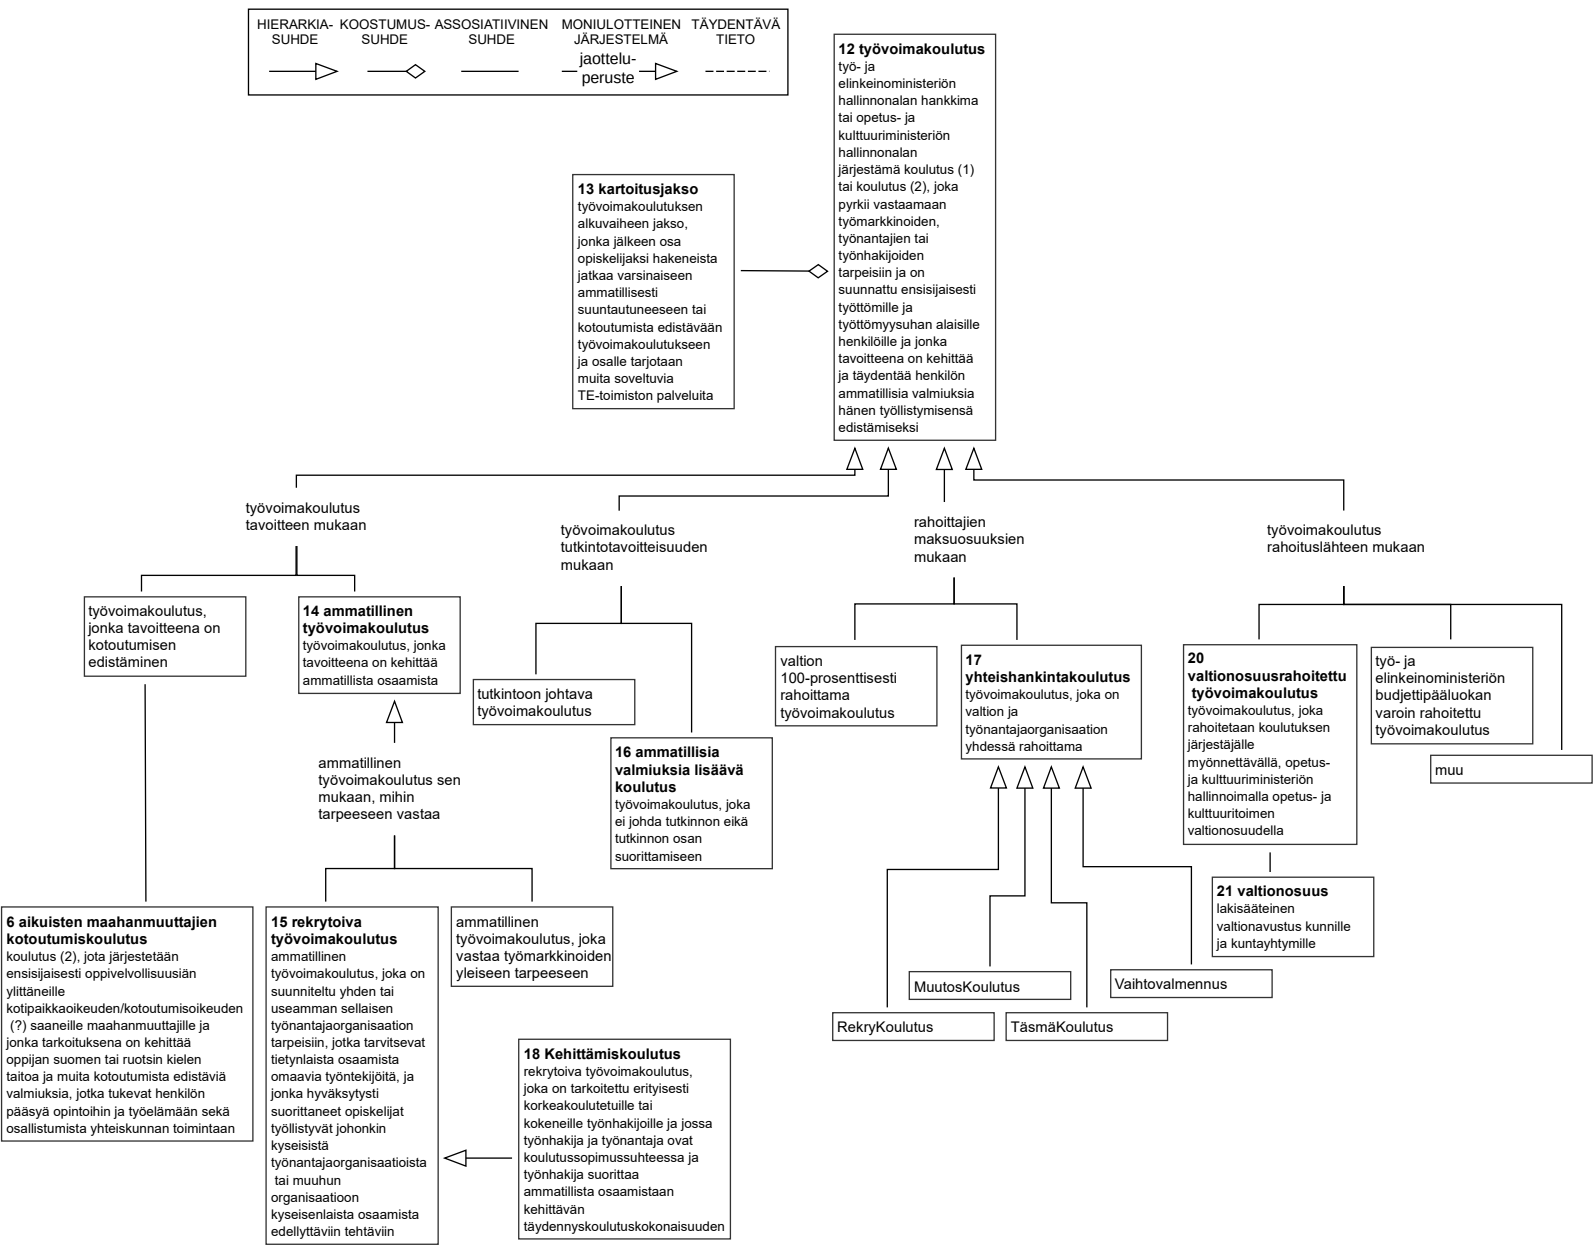 HIERARKIA-
SUHDE
KOOSTUMUS-
SUHDE
ASSOSIATIIVINEN
SUHDE
MONIULOTTEINEN
JÄRJESTELMÄ
jaottelu-
peruste
TÄYDENTÄVÄ
TIETO
12 työvoimakoulutus
työ- ja
elinkeinoministeriön
hallinnonalan hankkima
tai opetus- ja
kulttuuriministeriön
hallinnonalan
järjestämä koulutus (1)
tai koulutus (2), joka
pyrkii vastaamaan
työmarkkinoiden,
työnantajien tai
työnhakijoiden
tarpeisiin ja on
suunnattu ensisijaisesti
työttömille ja
työttömyysuhan alaisille
henkilöille ja jonka
tavoitteena on kehittää
ja täydentää henkilön
ammatillisia valmiuksia
hänen työllistymisensä
edistämiseksi
13 kartoitusjakso
työvoimakoulutuksen
alkuvaiheen jakso,
jonka jälkeen osa
opiskelijaksi hakeneista
jatkaa varsinaiseen
ammatillisesti
suuntautuneeseen tai
kotoutumista edistävään
työvoimakoulutukseen
ja osalle tarjotaan
muita soveltuvia
TE-toimiston palveluita
työvoimakoulutus
tavoitteen mukaan
työvoimakoulutus
tutkintotavoitteisuuden
mukaan
rahoittajien
maksuosuuksien
mukaan
työvoimakoulutus
rahoituslähteen mukaan
työvoimakoulutus,
jonka tavoitteena on
kotoutumisen
edistäminen
14 ammatillinen
työvoimakoulutus
työvoimakoulutus, jonka
tavoitteena on kehittää
ammatillista osaamista
tutkintoon johtava
työvoimakoulutus
16 ammatillisia
valmiuksia lisäävä
koulutus
työvoimakoulutus, joka
ei johda tutkinnon eikä
tutkinnon osan
suorittamiseen
valtion
100-prosenttisesti
rahoittama
työvoimakoulutus
17
yhteishankintakoulutus
työvoimakoulutus, joka on
valtion ja
työnantajaorganisaation
yhdessä rahoittama
20
valtionosuusrahoitettu
työvoimakoulutus
työvoimakoulutus, joka
rahoitetaan koulutuksen
järjestäjälle
myönnettävällä, opetus-
ja kulttuuriministeriön
hallinnoimalla opetus- ja
kulttuuritoimen
valtionosuudella
työ- ja
elinkeinoministeriön
budjettipääluokan
varoin rahoitettu
työvoimakoulutus
muu
ammatillinen
työvoimakoulutus sen
mukaan, mihin
tarpeeseen vastaa
21 valtionosuus
lakisääteinen
valtionavustus kunnille
ja kuntayhtymille
6 aikuisten maahanmuuttajien
kotoutumiskoulutus
koulutus (2), jota järjestetään
ensisijaisesti oppivelvollisuusiän
ylittäneille
kotipaikkaoikeuden/kotoutumisoikeuden
(?) saaneille maahanmuuttajille ja
jonka tarkoituksena on kehittää
oppijan suomen tai ruotsin kielen
taitoa ja muita kotoutumista edistäviä
valmiuksia, jotka tukevat henkilön
pääsyä opintoihin ja työelämään sekä
osallistumista yhteiskunnan toimintaan
15 rekrytoiva
työvoimakoulutus
ammatillinen
työvoimakoulutus, joka on
suunniteltu yhden tai
useamman sellaisen
työnantajaorganisaation
tarpeisiin, jotka tarvitsevat
tietynlaista osaamista
omaavia työntekijöitä, ja
jonka hyväksytysti
suorittaneet opiskelijat
työllistyvät johonkin
kyseisistä
työnantajaorganisaatioista
tai muuhun
organisaatioon
kyseisenlaista osaamista
edellyttäviin tehtäviin
ammatillinen
työvoimakoulutus, joka
vastaa työmarkkinoiden
yleiseen tarpeeseen
18 Kehittämiskoulutus
rekrytoiva työvoimakoulutus,
joka on tarkoitettu erityisesti
korkeakoulutetuille tai
kokeneille työnhakijoille ja jossa
työnhakija ja työnantaja ovat
koulutussopimussuhteessa ja
työnhakija suorittaa
ammatillista osaamistaan
kehittävän
täydennyskoulutuskokonaisuuden
MuutosKoulutus
Vaihtovalmennus
RekryKoulutus
TäsmäKoulutus